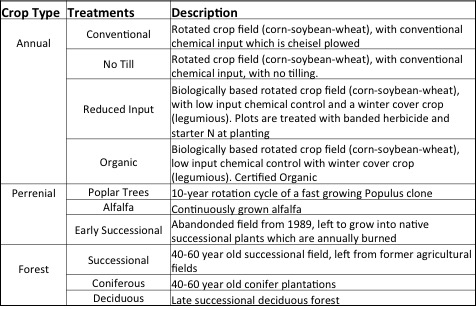 Crop Type Treatments Description
Annual
Conventional
Rotated crop field (corn-soybean-wheat), with conventional
chemical input which is cheisel plowed
No Till
Rotated crop field (corn-soybean-wheat), with conventional
chemical input, with no tilling.
Reduced Input
Biologically based rotated crop field (corn-soybean-wheat),
with low input chemical control and a winter cover crop
(legumious). Plots are treated with banded herbicide and
starter N at planting
Organic
Biologically based rotated crop field (corn-soybean-wheat),
low input chemical control with winter cover crop
(legumious). Certified Organic
Perrenial
Poplar Trees
10-year rotation cycle of a fast growing Populus clone
Alfalfa
Continuously grown alfalfa
Early Successional
Abandonded field from 1989, left to grow into native
successional plants which are annually burned
Forest
Successional
40-60 year old successional field, left from former agricultural
fields
Coniferous
40-60 year old conifer plantations
Deciduous
Late successional deciduous forest